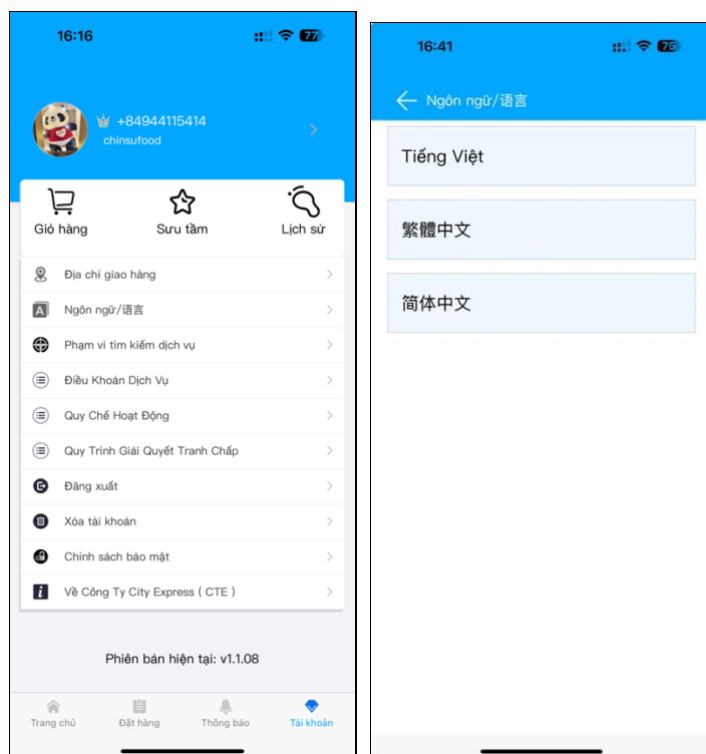 16:16
77
+84944115414
chinsufood
Giỏ hàng
Sưu tầm
Lịch sử
Địa chỉ giao hàng
Ngôn ngữ/语言
Phạm vi tìm kiếm dịch vụ
Điều Khoản Dịch Vụ
Quy Chế Hoạt Động
Quy Trình Giải Quyết Tranh Chấp
Đăng xuất
Xóa tài khoản
Chính sách bảo mật
Về Công Ty City Express ( CTE )
Phiên bản hiện tại: v1.1.08
Trang chủ
Đặt hàng
Thông báo
Tài khoản
16:41
75
Ngôn ngữ/语言
Tiếng Việt
繁體中文
简体中文